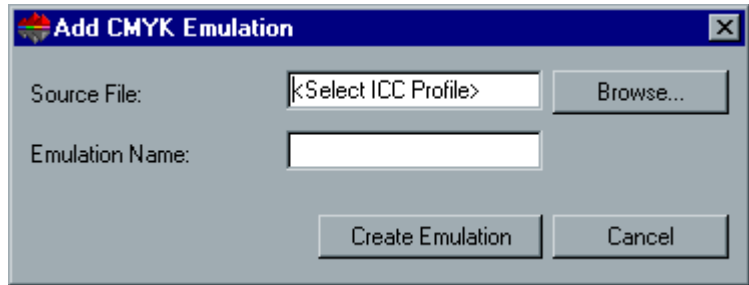 Add CMYK Emulation
Source File: <Select ICC Profile> Browse...
Emulation Name:
Create Emulation Cancel